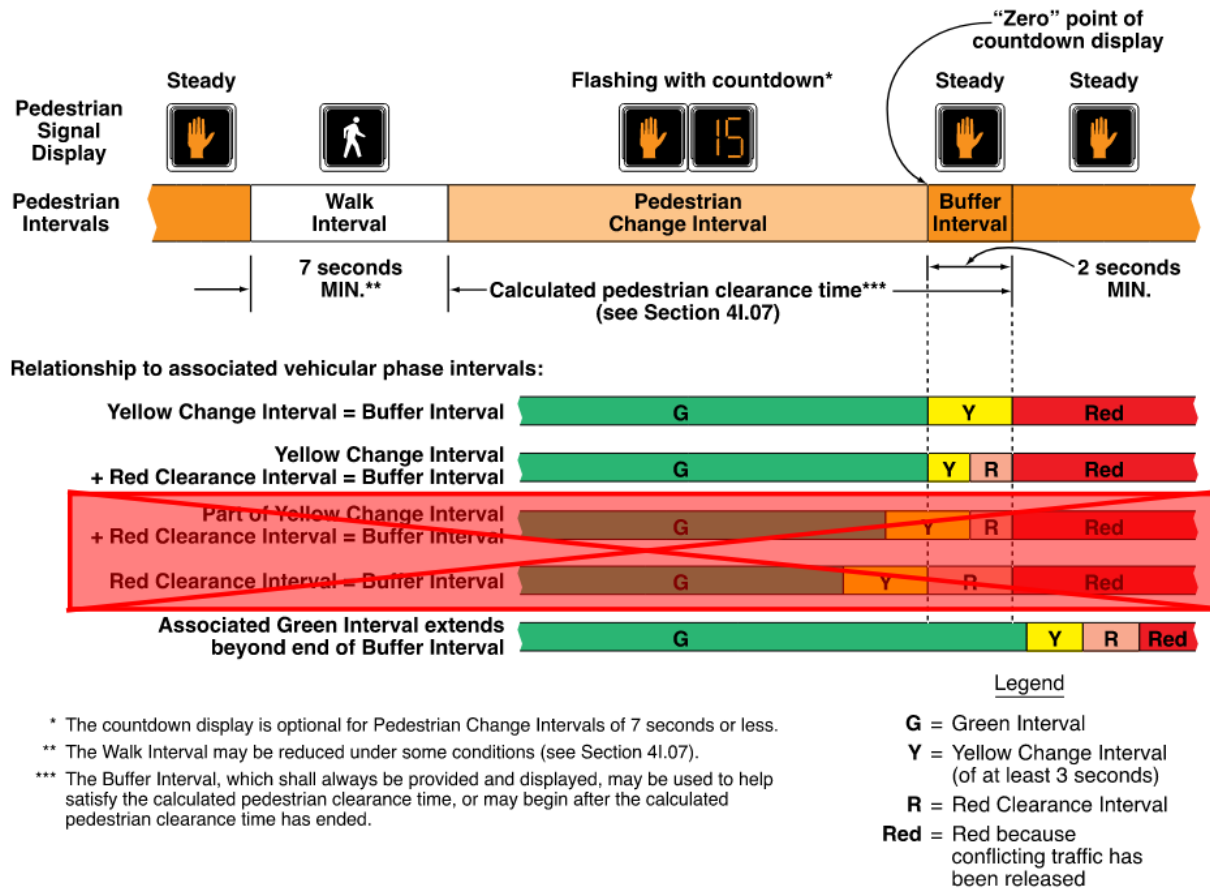 “Zero” point of
countdown display
Steady
Flashing with countdown*
Steady
Steady
Pedestrian
Signal
Display
15
Pedestrian
Intervals
Walk
Interval
Pedestrian
Change Interval
Buffer
Interval
7 seconds
MIN.**
Calculated pedestrian clearance time***
(see Section 4I.07)
2 seconds
MIN.
Relationship to associated vehicular phase intervals:
Yellow Change Interval = Buffer Interval
G Y Red
Yellow Change Interval
+ Red Clearance Interval = Buffer Interval
G Y R Red
Part of Yellow Change Interval
+ Red Clearance Interval = Buffer Interval
G Y R Red
Red Clearance Interval = Buffer Interval
G Y R Red
Associated Green Interval extends
beyond end of Buffer Interval
G Y R Red
* The countdown display is optional for Pedestrian Change Intervals of 7 seconds or less.
** The Walk Interval may be reduced under some conditions (see Section 4I.07).
*** The Buffer Interval, which shall always be provided and displayed, may be used to help
satisfy the calculated pedestrian clearance time, or may begin after the calculated
pedestrian clearance time has ended.
Legend
G = Green Interval
Y = Yellow Change Interval
(of at least 3 seconds)
R = Red Clearance Interval
Red = Red because
conflicting traffic has
been released